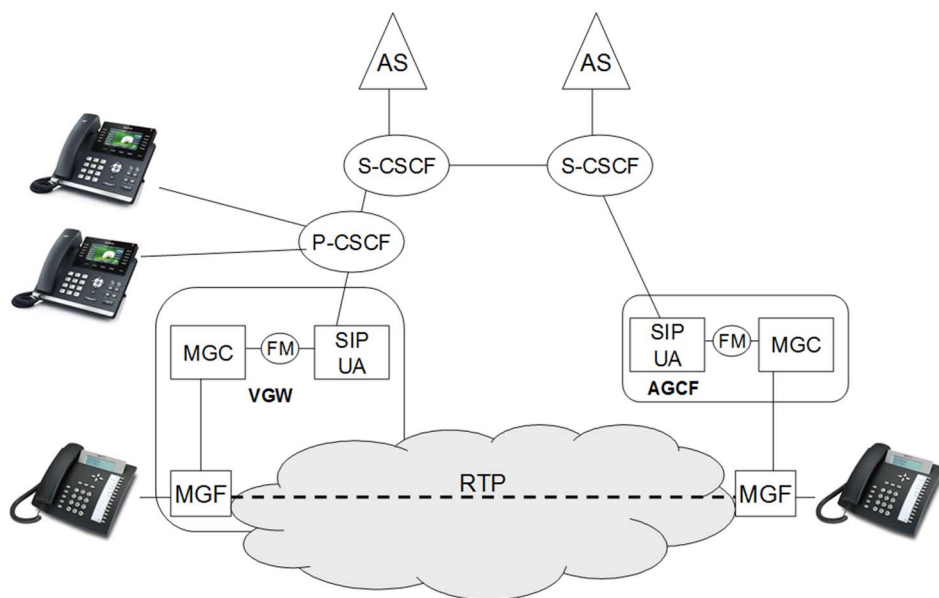 AS
AS
S-CSCF
S-CSCF
P-CSCF
MGC
FM
SIP
UA
VGW
SIP
UA
FM
MGC
AGCF
MGF
RTP
MGF